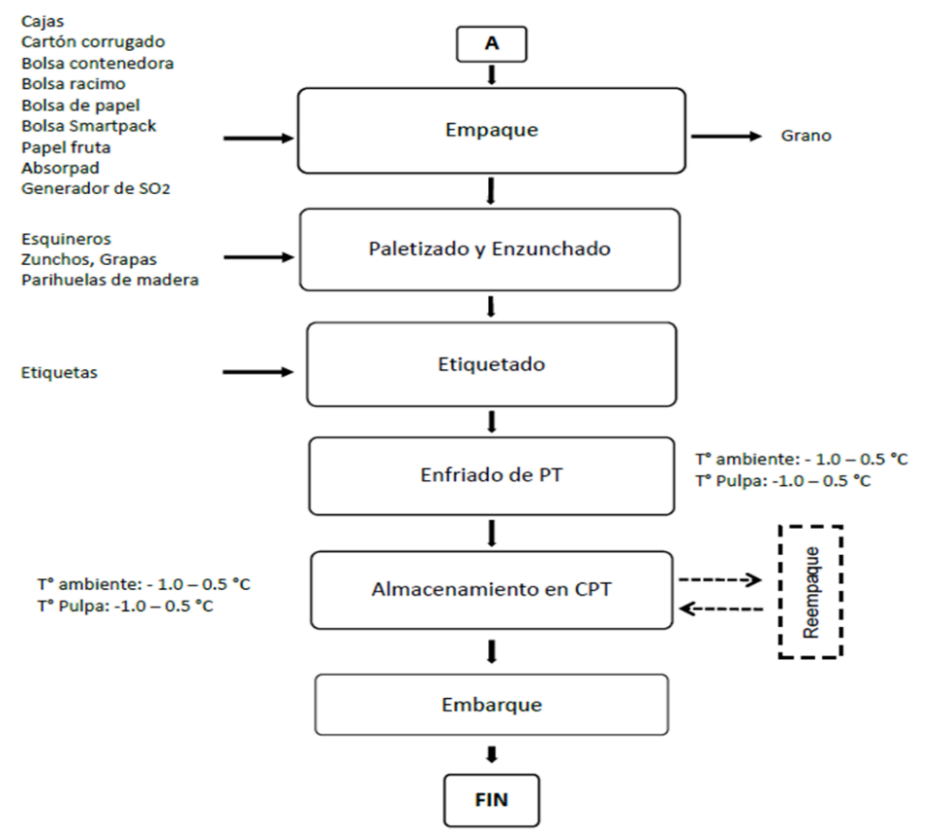 Cajas
Cartón corrugado
Bolsa contenedora
Bolsa racimo
Bolsa de papel
Bolsa Smartpack
Papel fruta
Absorpad
Generador de SO2
A
Empaque
Grano
Esquineros
Zunchos, Grapas
Parihuelas de madera
Paletizado y Enzunchado
Etiquetas
Etiquetado
Enfriado de PT
T° ambiente: - 1.0 – 0.5 °C
T° Pulpa: -1.0 – 0.5 °C
T° ambiente: - 1.0 – 0.5 °C
T° Pulpa: -1.0 – 0.5 °C
Almacenamiento en CPT
Reempaque
Embarque
FIN